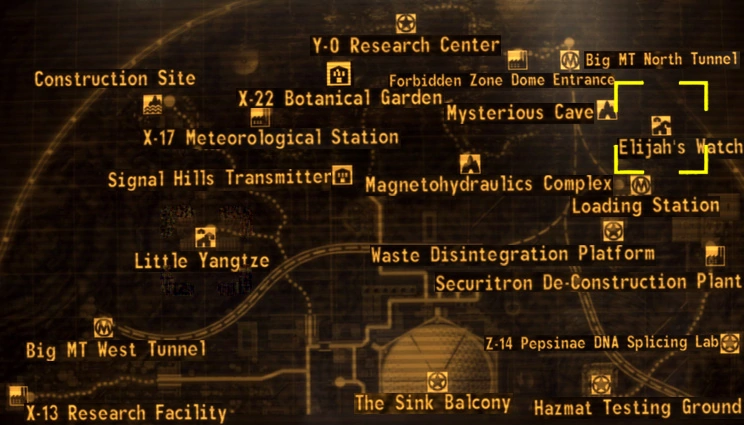 Y-0 Research Center
Big MT North Tunnel
Construction Site
Forbidden Zone Dome Entrance
X-22 Botanical Garden
Mysterious Cave
X-17 Meteorological Station
Elijah's Watch
Signal Hills Transmitter
Magnetohydraulics Complex
Loading Station
Little Yangtze
Waste Disintegration Platform
Securitron De-Construction Plant
Big MT West Tunnel
Z-14 Pepsinae DNA Splicing Lab
X-13 Research Facility
The Sink Balcony
Hazmat Testing Ground